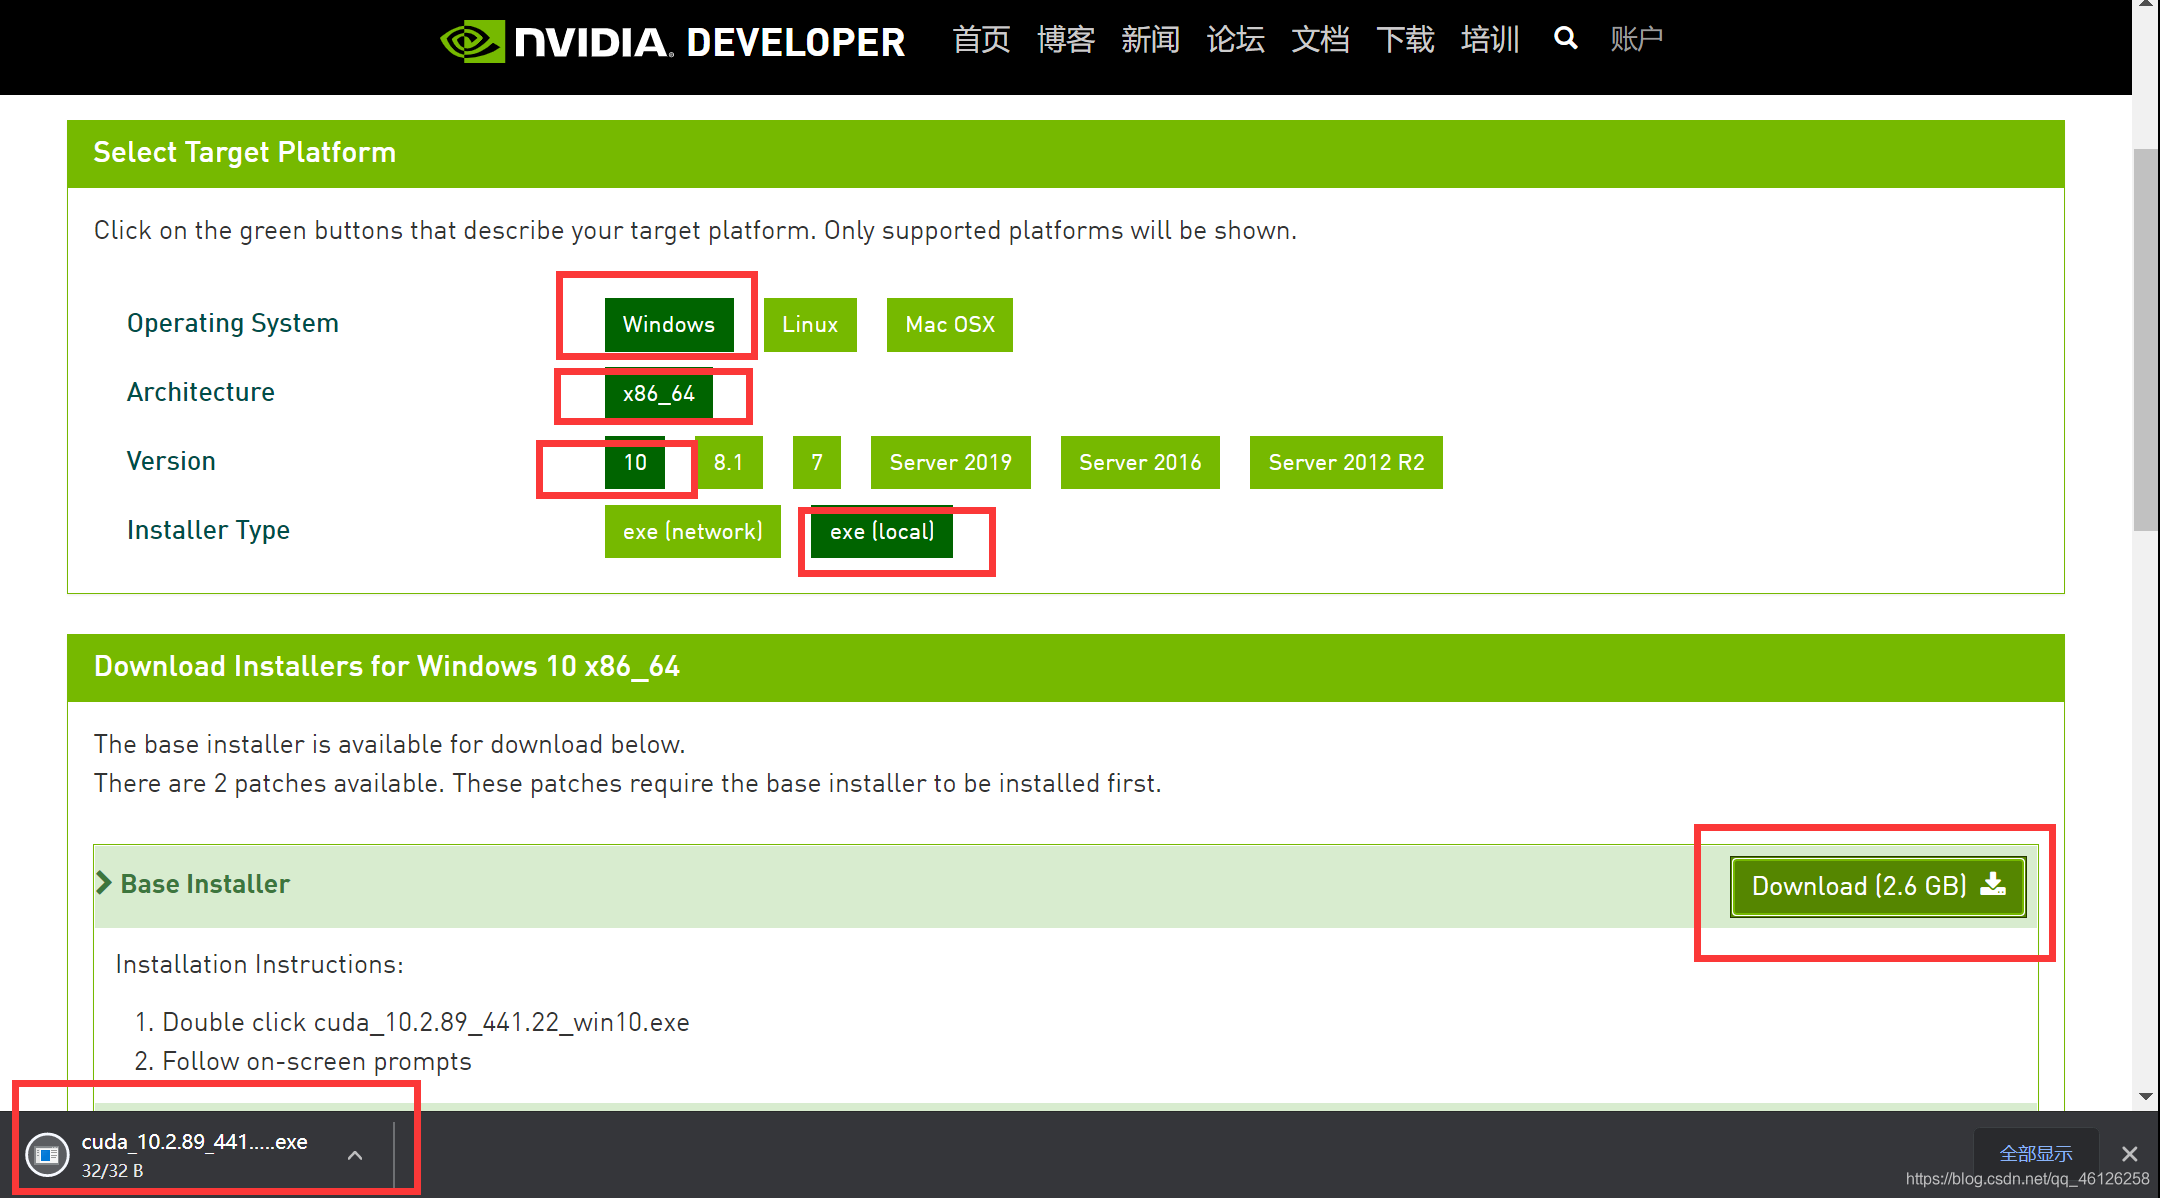 NVIDIA. DEVELOPER 首页 博客 新闻 论坛 文档 下载 培训 账户
Select Target Platform
Click on the green buttons that describe your target platform. Only supported platforms will be shown.
Operating System Windows Linux Mac OSX
Architecture x86_64
Version 10 8.1 7 Server 2019 Server 2016 Server 2012 R2
Installer Type exe (network) exe (local)
Download Installers for Windows 10 x86_64
The base installer is available for download below.
There are 2 patches available. These patches require the base installer to be installed first.
Base Installer Download (2.6 GB)
Installation Instructions:
1. Double click cuda_10.2.89_441.22_win10.exe
2. Follow on-screen prompts
cuda_10.2.89_441.....exe
32/32 B
全部显示
https://blog.csdn.net/qq_46126258